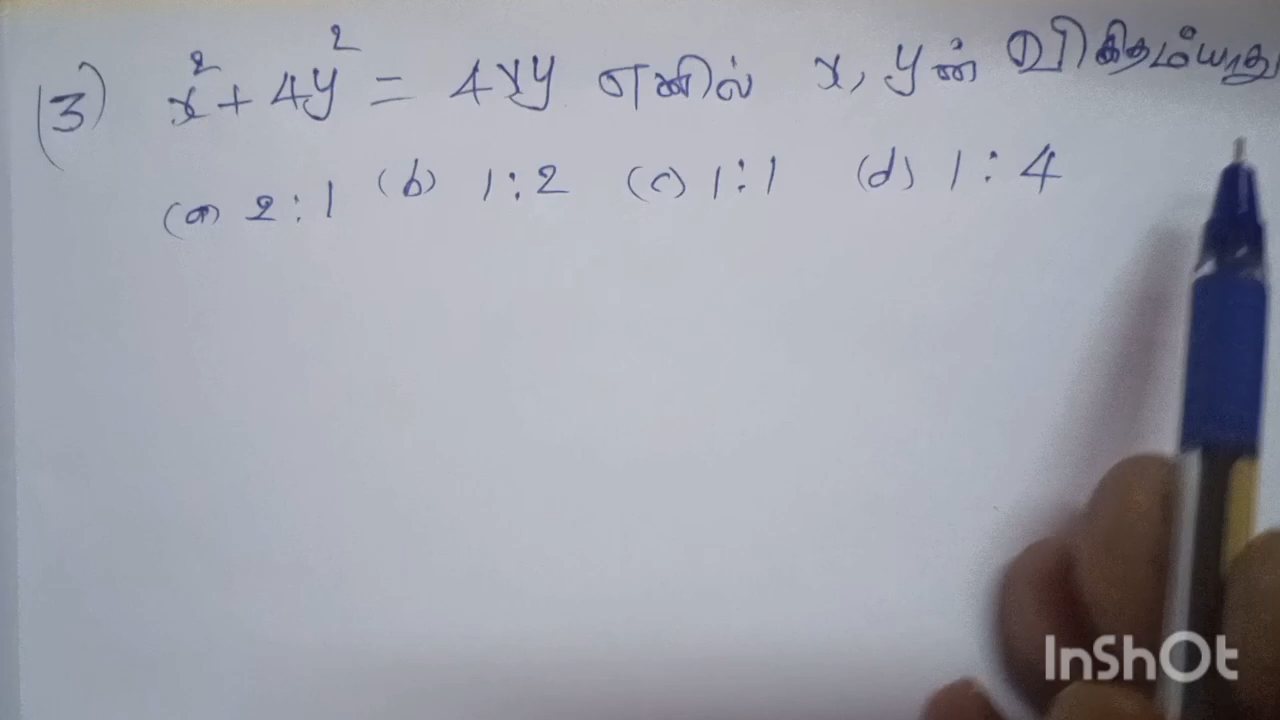 (3) x² + 4y² = 4xy எனில் x, y ன் விகிதம் யாது
(a) 2 : 1 (b) 1 : 2 (c) 1 : 1 (d) 1 : 4
InShOt